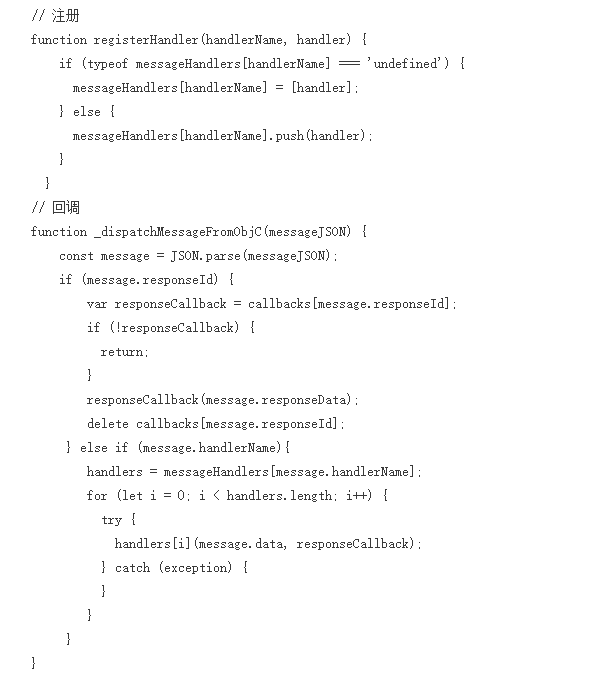 // 注册
function registerHandler(handlerName, handler) {
    if (typeof messageHandlers[handlerName] === 'undefined') {
      messageHandlers[handlerName] = [handler];
    } else {
      messageHandlers[handlerName].push(handler);
    }
  }
// 回调
function _dispatchMessageFromObjC(messageJSON) {
    const message = JSON.parse(messageJSON);
    if (message.responseId) {
        var responseCallback = callbacks[message.responseId];
        if (!responseCallback) {
          return;
        }
        responseCallback(message.responseData);
        delete callbacks[message.responseId];
     } else if (message.handlerName){
        handlers = messageHandlers[message.handlerName];
        for (let i = 0; i < handlers.length; i++) {
          try {
            handlers[i](message.data, responseCallback);
          } catch (exception) {
          }
        }
     }
}